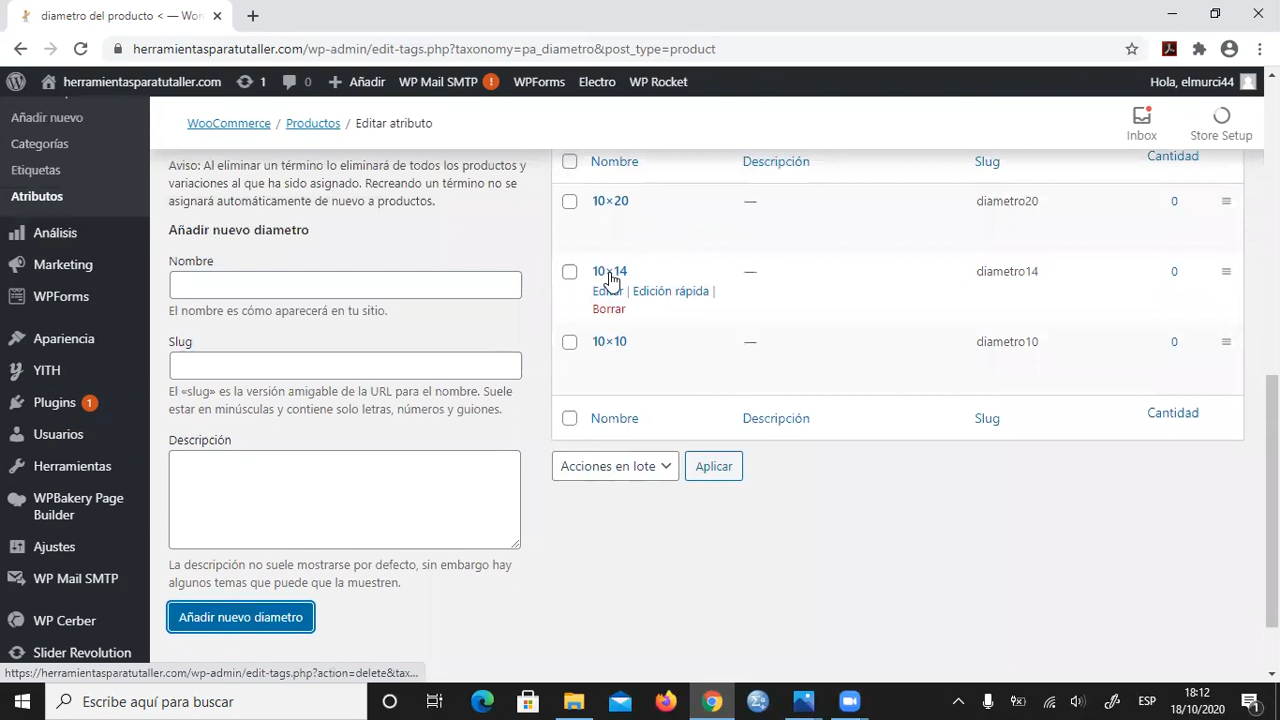 diametro del producto < — Wor
herramientasparatutaller.com/wp-admin/edit-tags.php?taxonomy=pa_diametro&post_type=product
herramientasparatutaller.com 1 0 Añadir WP Mail SMTP ! WPForms Electro WP Rocket Hola, elmurci44
WooCommerce / Productos / Editar atributo
Inbox
Store Setup
Añadir nuevo
Categorías
Etiquetas
Atributos
Análisis
Marketing
WPForms
Apariencia
YITH
Plugins 1
Usuarios
Herramientas
WPBakery Page
Builder
Ajustes
WP Mail SMTP
WP Cerber
Slider Revolution
Aviso: Al eliminar un término lo eliminará de todos los productos y
variaciones al que ha sido asignado. Recreando un término no se
asignará automáticamente de nuevo a productos.
Añadir nuevo diametro
Nombre
El nombre es cómo aparecerá en tu sitio.
Slug
El «slug» es la versión amigable de la URL para el nombre. Suele
estar en minúsculas y contiene solo letras, números y guiones.
Descripción
La descripción no suele mostrarse por defecto, sin embargo hay
algunos temas que puede que la muestren.
Añadir nuevo diametro
Nombre Descripción Slug Cantidad
10×20 — diametro20 0
10×14 — diametro14 0
Editar | Edición rápida |
Borrar
10×10 — diametro10 0
Nombre Descripción Slug Cantidad
Acciones en lote Aplicar
https://herramientasparatutaller.com/wp-admin/edit-tags.php?action=delete&tax...
Escribe aquí para buscar
ESP
18:12
18/10/2020
1